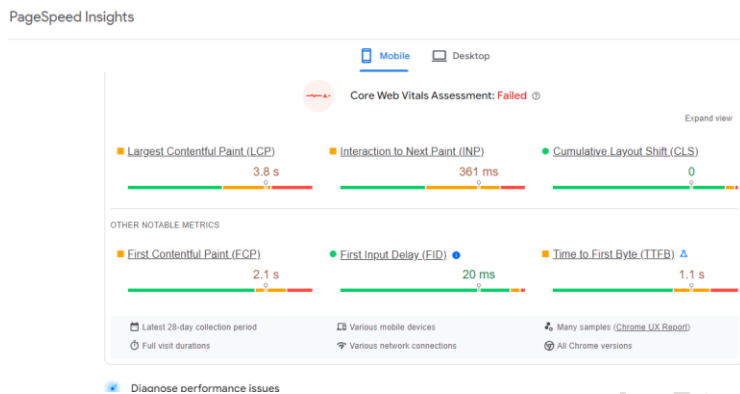 PageSpeed Insights
Mobile
Desktop
Core Web Vitals Assessment: Failed
Expand view
Largest Contentful Paint (LCP)
3.8 s
Interaction to Next Paint (INP)
361 ms
Cumulative Layout Shift (CLS)
0
OTHER NOTABLE METRICS
First Contentful Paint (FCP)
2.1 s
First Input Delay (FID)
20 ms
Time to First Byte (TTFB)
1.1 s
Latest 28-day collection period
Various mobile devices
Many samples (Chrome UX Report)
Full visit durations
Various network connections
All Chrome versions
Diagnose performance issues